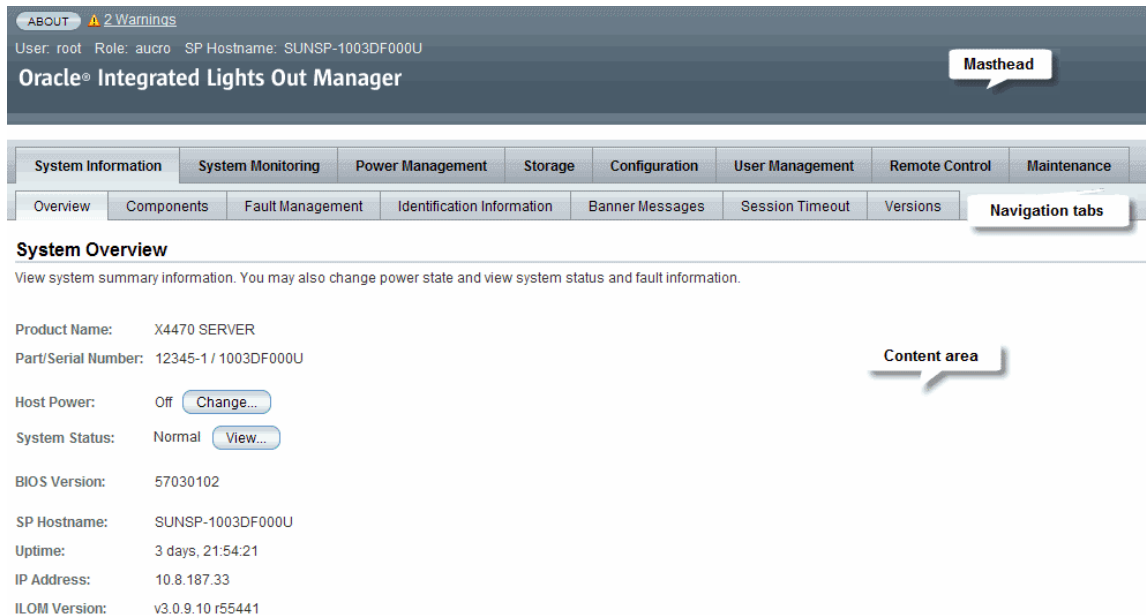 ABOUT 2 Warnings
User: root Role: aucro SP Hostname: SUNSP-1003DF000U
Oracle® Integrated Lights Out Manager
Masthead
System Information System Monitoring Power Management Storage Configuration User Management Remote Control Maintenance
Overview Components Fault Management Identification Information Banner Messages Session Timeout Versions
Navigation tabs
System Overview
View system summary information. You may also change power state and view system status and fault information.
Product Name: X4470 SERVER
Part/Serial Number: 12345-1 / 1003DF000U
Content area
Host Power: Off Change...
System Status: Normal View...
BIOS Version: 57030102
SP Hostname: SUNSP-1003DF000U
Uptime: 3 days, 21:54:21
IP Address: 10.8.187.33
ILOM Version: v3.0.9.10 r55441